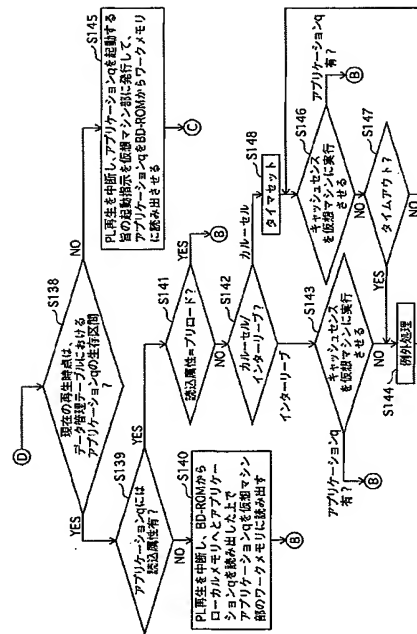 D
S138
現在の再生時点は、
データ管理テーブルにおける
アプリケーションqの生存区間
?
YES
NO
S145
PL再生を中断し、アプリケーションqを起動する
旨の起動指示を仮想マシン部に発行して、
アプリケーションqをBD-ROMからワークメモリ
に読み出させる
C
S139
アプリケーションqには
読込属性有?
YES
NO
S140
PL再生を中断し、BD-ROMから
ローカルメモリへとアプリケー
ションqを読み出した上で
アプリケーションqを仮想マシン
部のワークメモリに読み出す
B
S141
読込属性=プリロード?
YES
B
NO
S142
カルーセル/
インターリーブ?
カルーセル
インターリーブ
S148
タイマセット
S143
キャッシュセンス
を仮想マシンに実行
させる
アプリケーションq
有?
B
NO
S144
例外処理
S146
キャッシュセンス
を仮想マシンに実行
させる
アプリケーションq
有?
B
NO
S147
タイムアウト?
YES
NO